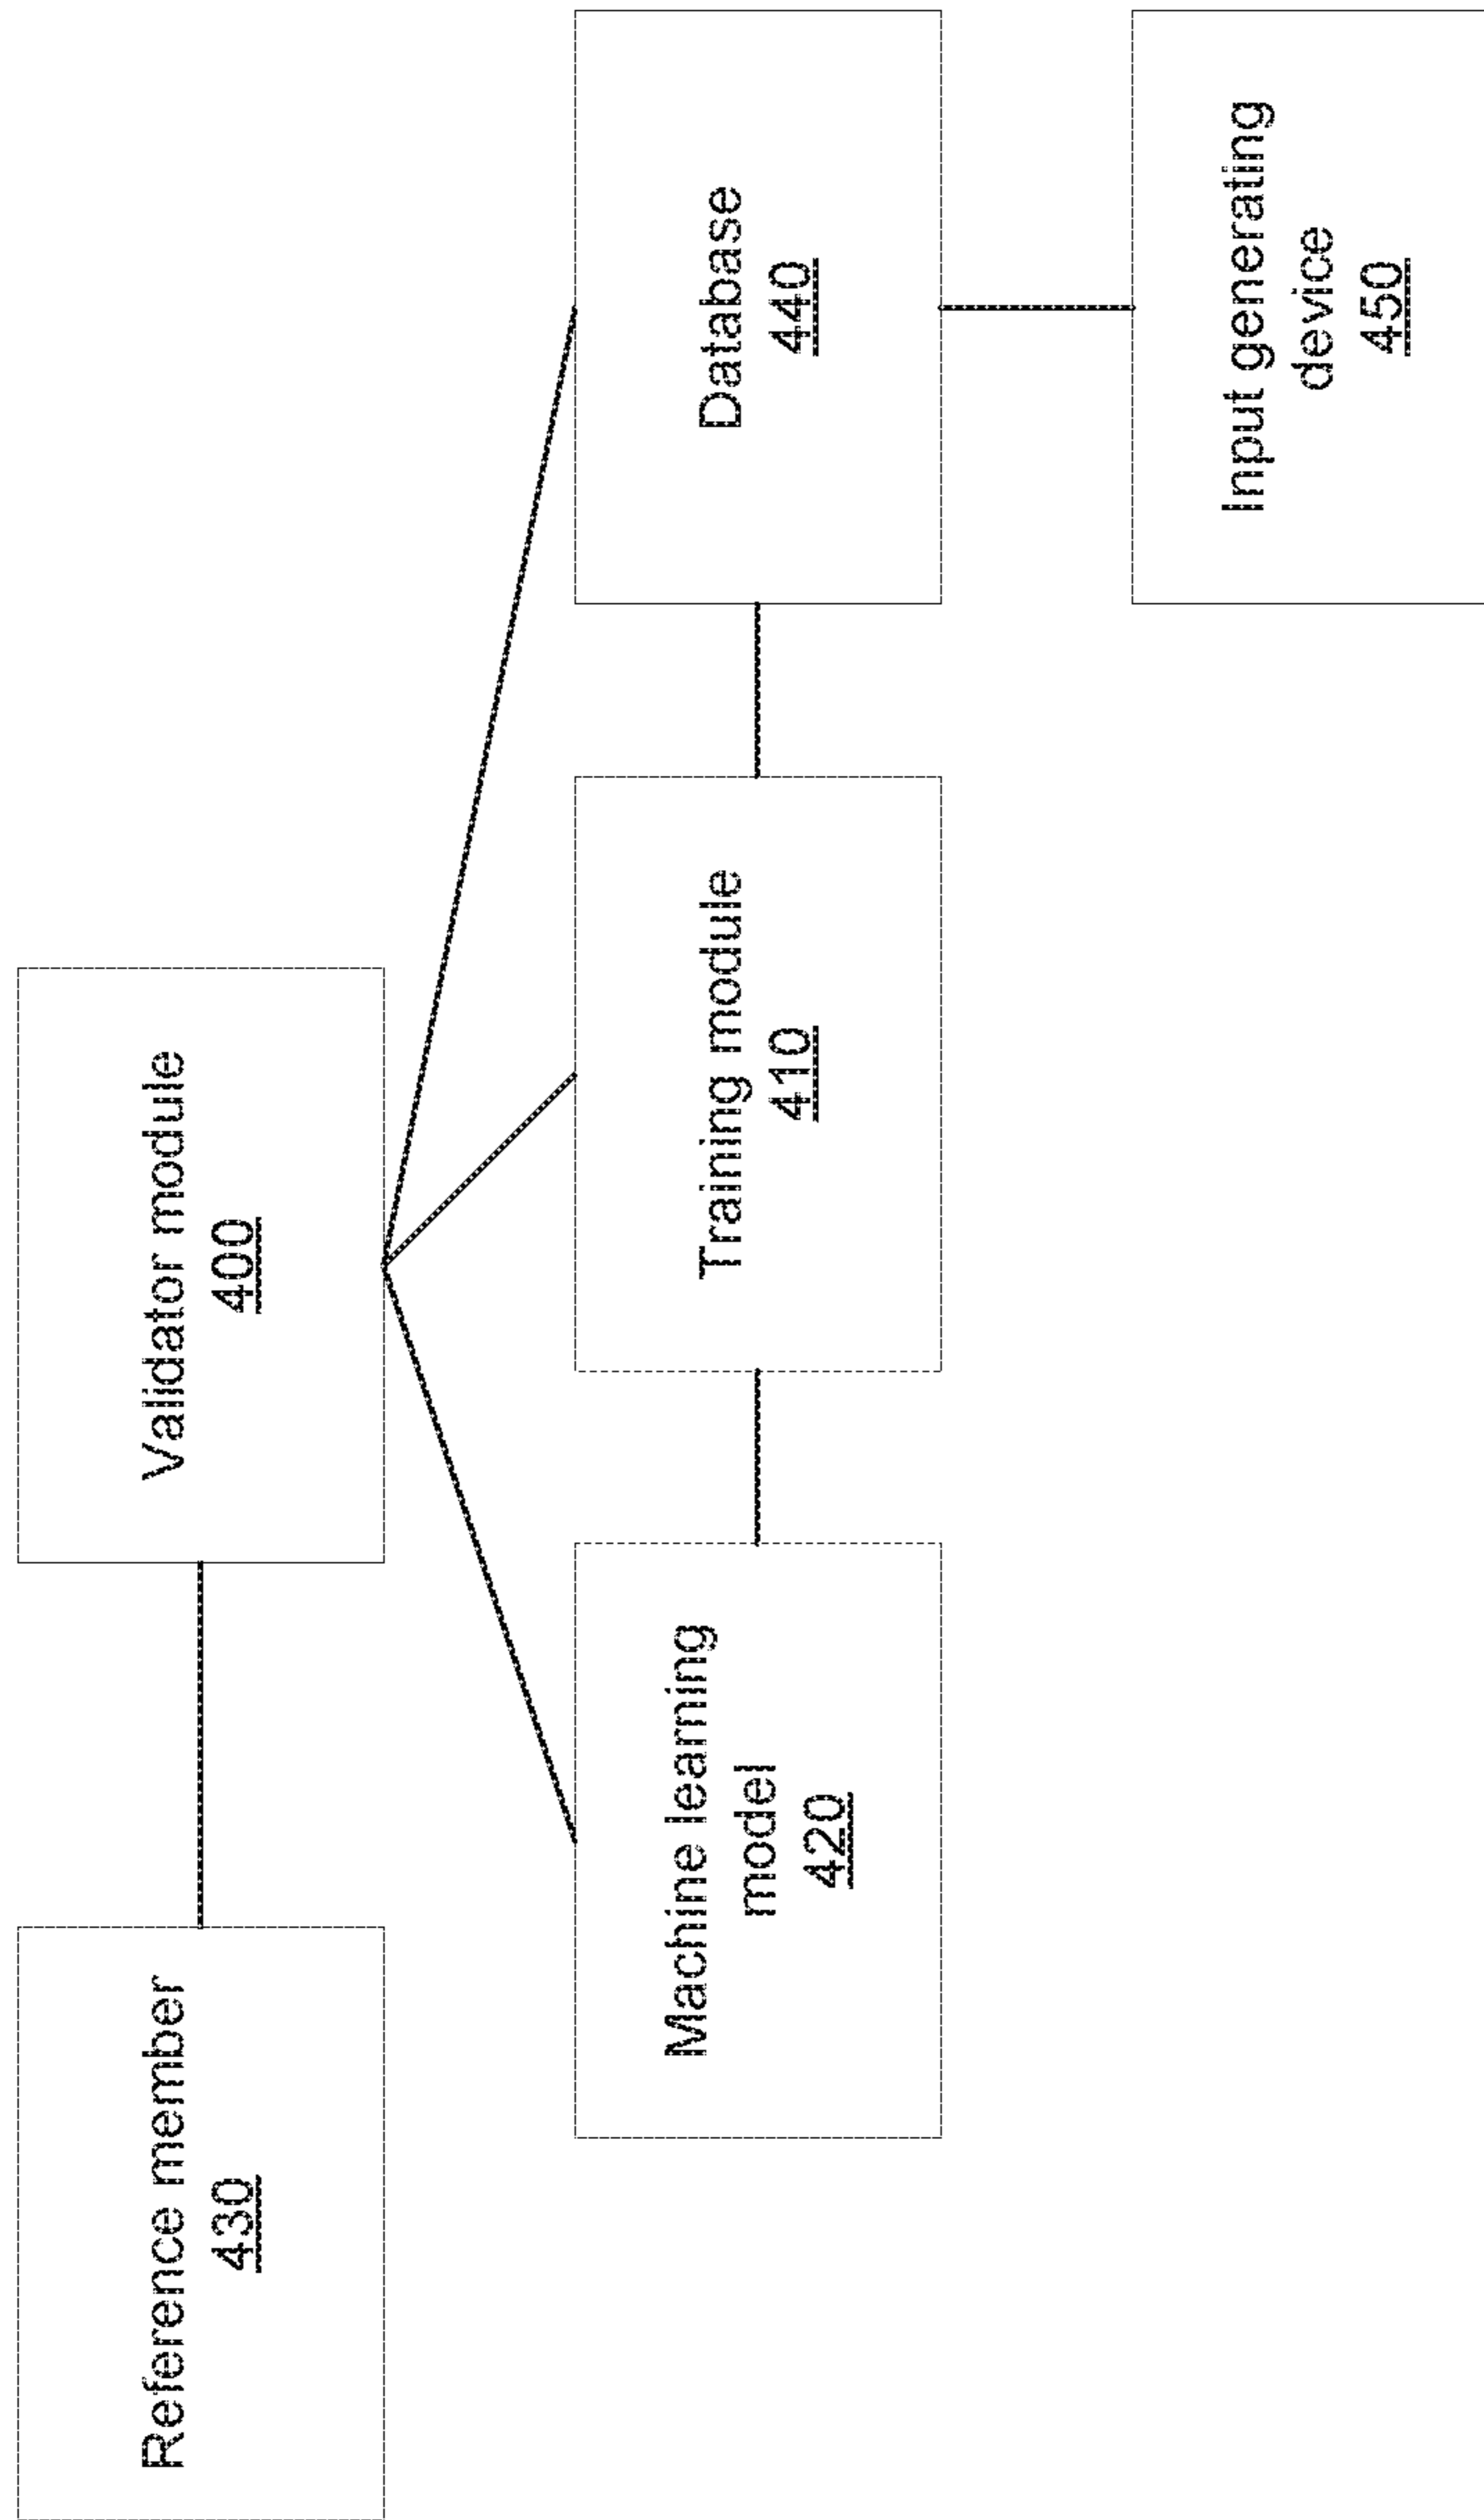 Reference member
430
Validator module
400
Machine learning
model
420
Training module
410
Database
440
Input generating
device
450